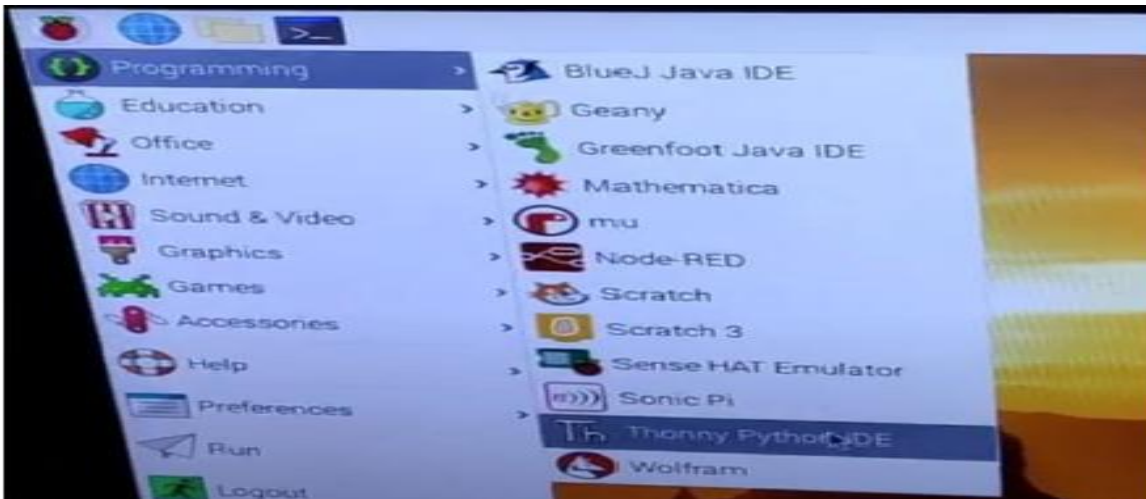 >_
Programming
Education
Office
Internet
Sound & Video
Graphics
Games
Accessories
Help
Preferences
Run
Logout
BlueJ Java IDE
Geany
Greenfoot Java IDE
Mathematica
mu
Node-RED
Scratch
Scratch 3
Sense HAT Emulator
Sonic Pi
Th Thonny Python IDE
Wolfram